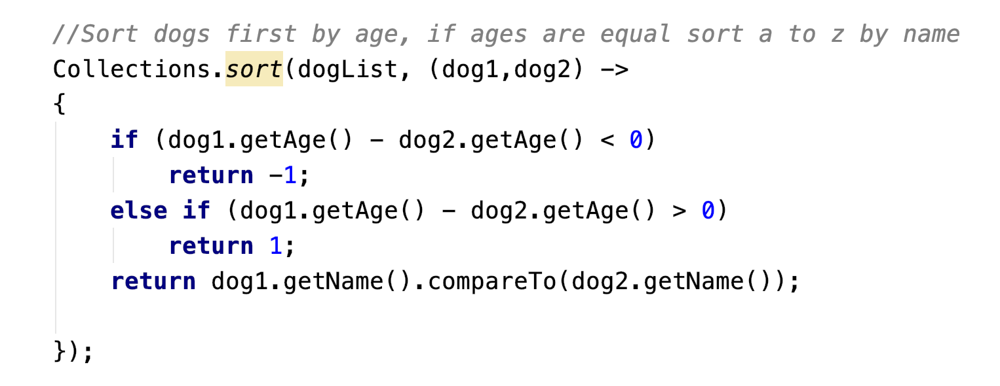 //Sort dogs first by age, if ages are equal sort a to z by name
Collections.sort(dogList, (dog1,dog2) ->
{
    if (dog1.getAge() - dog2.getAge() < 0)
        return -1;
    else if (dog1.getAge() - dog2.getAge() > 0)
        return 1;
    return dog1.getName().compareTo(dog2.getName());
});